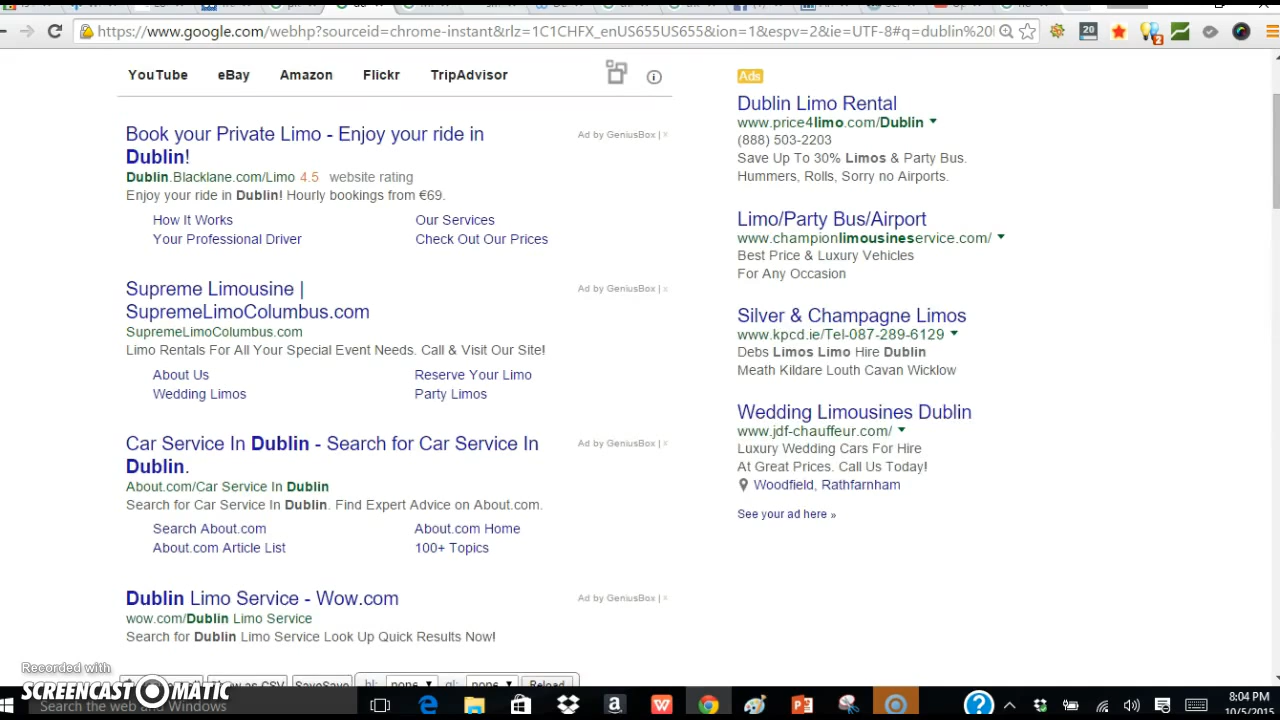 https://www.google.com/webhp?sourceid=chrome-instant&rlz=1C1CHFX_enUS655US655&ion=1&espv=2&ie=UTF-8#q=dublin%20l
20
2
YouTube eBay Amazon Flickr TripAdvisor
Book your Private Limo - Enjoy your ride in
Dublin!
Ad by GeniusBox | x
Dublin.Blacklane.com/Limo 4.5 website rating
Enjoy your ride in Dublin! Hourly bookings from €69.
How It Works Our Services
Your Professional Driver Check Out Our Prices
Supreme Limousine |
SupremeLimoColumbus.com
Ad by GeniusBox | x
SupremeLimoColumbus.com
Limo Rentals For All Your Special Event Needs. Call & Visit Our Site!
About Us Reserve Your Limo
Wedding Limos Party Limos
Car Service In Dublin - Search for Car Service In
Dublin.
Ad by GeniusBox | x
About.com/Car Service In Dublin
Search for Car Service In Dublin. Find Expert Advice on About.com.
Search About.com About.com Home
About.com Article List 100+ Topics
Dublin Limo Service - Wow.com
Ad by GeniusBox | x
wow.com/Dublin Limo Service
Search for Dublin Limo Service Look Up Quick Results Now!
Ads
Dublin Limo Rental
www.price4limo.com/Dublin
(888) 503-2203
Save Up To 30% Limos & Party Bus.
Hummers, Rolls, Sorry no Airports.
Limo/Party Bus/Airport
www.championlimousineservice.com/
Best Price & Luxury Vehicles
For Any Occasion
Silver & Champagne Limos
www.kpcd.ie/Tel-087-289-6129
Debs Limos Limo Hire Dublin
Meath Kildare Louth Cavan Wicklow
Wedding Limousines Dublin
www.jdf-chauffeur.com/
Luxury Wedding Cars For Hire
At Great Prices. Call Us Today!
Woodfield, Rathfarnham
See your ad here »
as CSV SaveSave hl: none gl: none Reload
Recorded with
SCREENCAST MATIC
Search the web and Windows
8:04 PM
10/5/2015